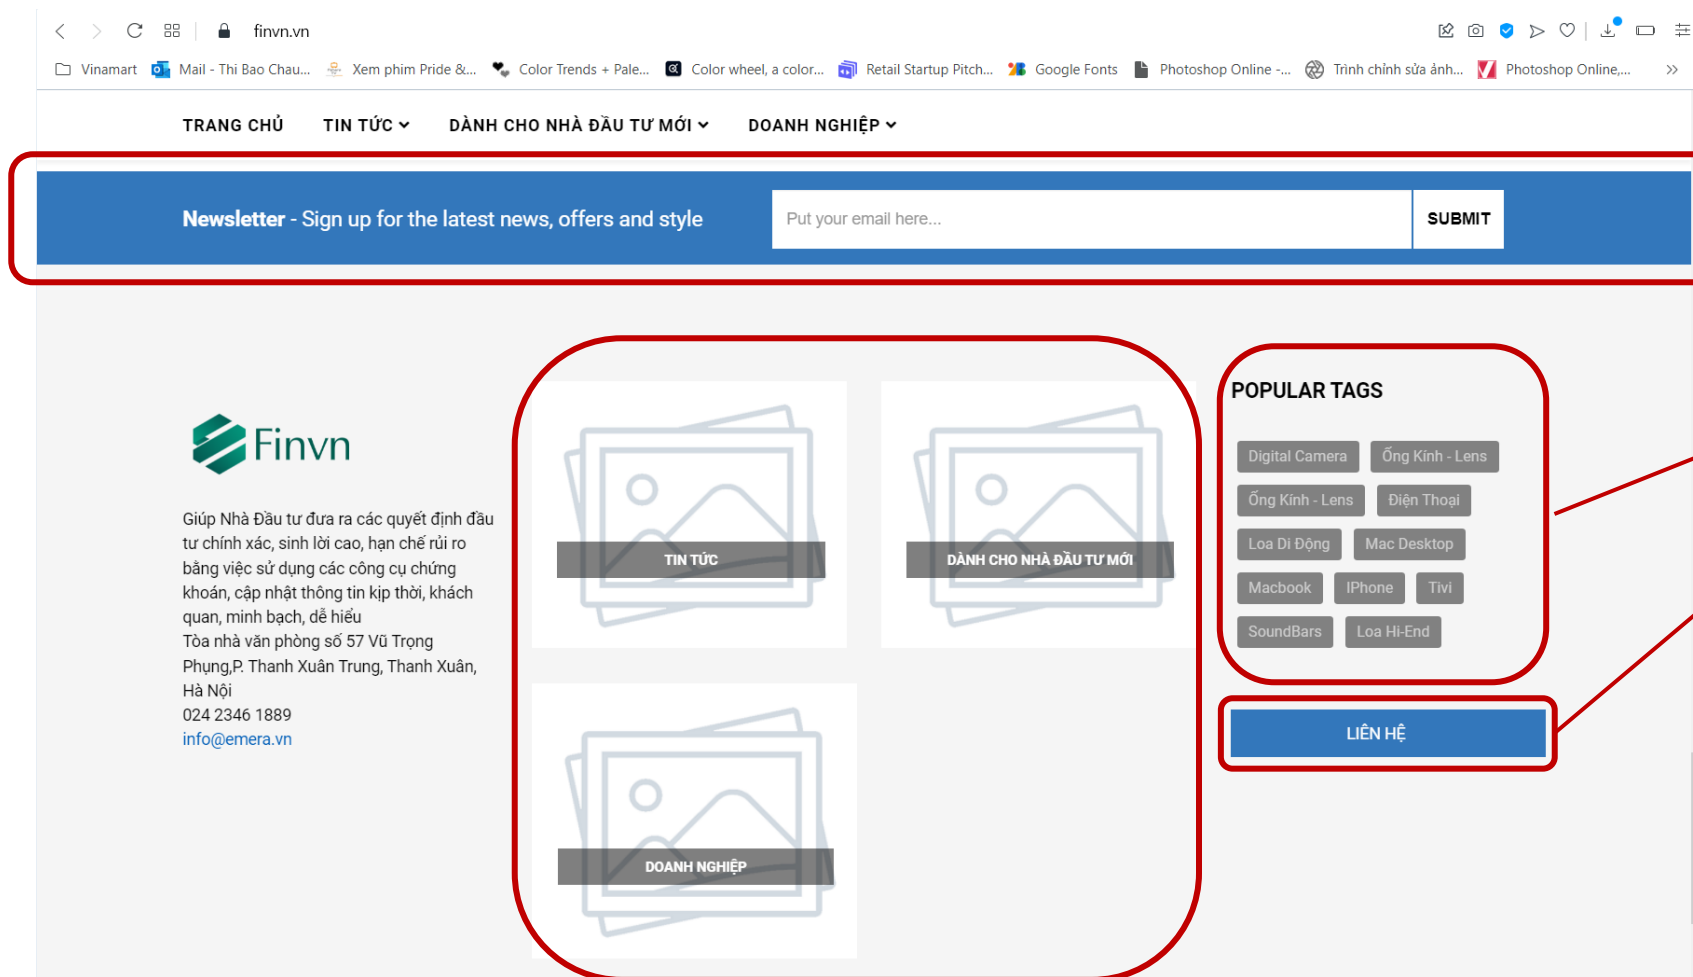 finvn.vn
Vinamart Mail - Thi Bao Chau... Xem phim Pride &... Color Trends + Pale... Color wheel, a color... Retail Startup Pitch... Google Fonts Photoshop Online -... Trình chỉnh sửa ảnh... Photoshop Online,...
TRANG CHỦ TIN TỨC DÀNH CHO NHÀ ĐẦU TƯ MỚI DOANH NGHIỆP
Newsletter - Sign up for the latest news, offers and style Put your email here... SUBMIT
Finvn
Giúp Nhà Đầu tư đưa ra các quyết định đầu
tư chính xác, sinh lời cao, hạn chế rủi ro
bằng việc sử dụng các công cụ chứng
khoán, cập nhật thông tin kịp thời, khách
quan, minh bạch, dễ hiểu
Tòa nhà văn phòng số 57 Vũ Trọng
Phụng,P. Thanh Xuân Trung, Thanh Xuân,
Hà Nội
024 2346 1889
info@emera.vn
TIN TỨC
DÀNH CHO NHÀ ĐẦU TƯ MỚI
DOANH NGHIỆP
POPULAR TAGS
Digital Camera Ống Kính - Lens
Ống Kính - Lens Điện Thoại
Loa Di Động Mac Desktop
Macbook IPhone Tivi
SoundBars Loa Hi-End
LIÊN HỆ